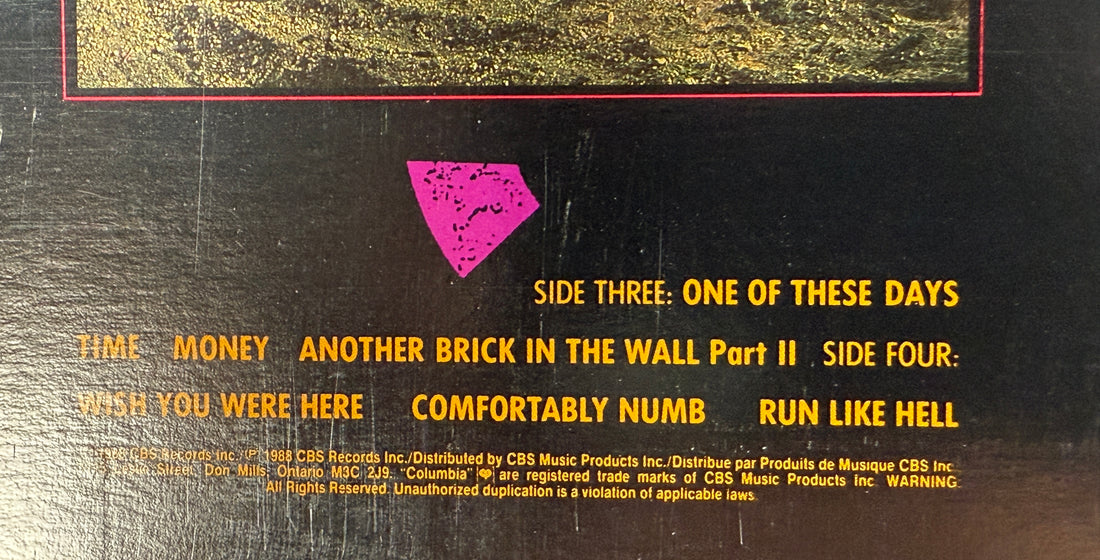 SIDE THREE: ONE OF THESE DAYS
TIME MONEY ANOTHER BRICK IN THE WALL Part II SIDE FOUR:
WISH YOU WERE HERE COMFORTABLY NUMB RUN LIKE HELL
1988 CBS Records Inc./℗ 1988 CBS Records Inc./Distributed by CBS Music Products Inc./Distribue par Produits de Musique CBS Inc.
Street, Don Mills, Ontario M3C 2J9. "Columbia" are registered trade marks of CBS Music Products Inc. WARNING
All Rights Reserved. Unauthorized duplication is a violation of applicable laws.